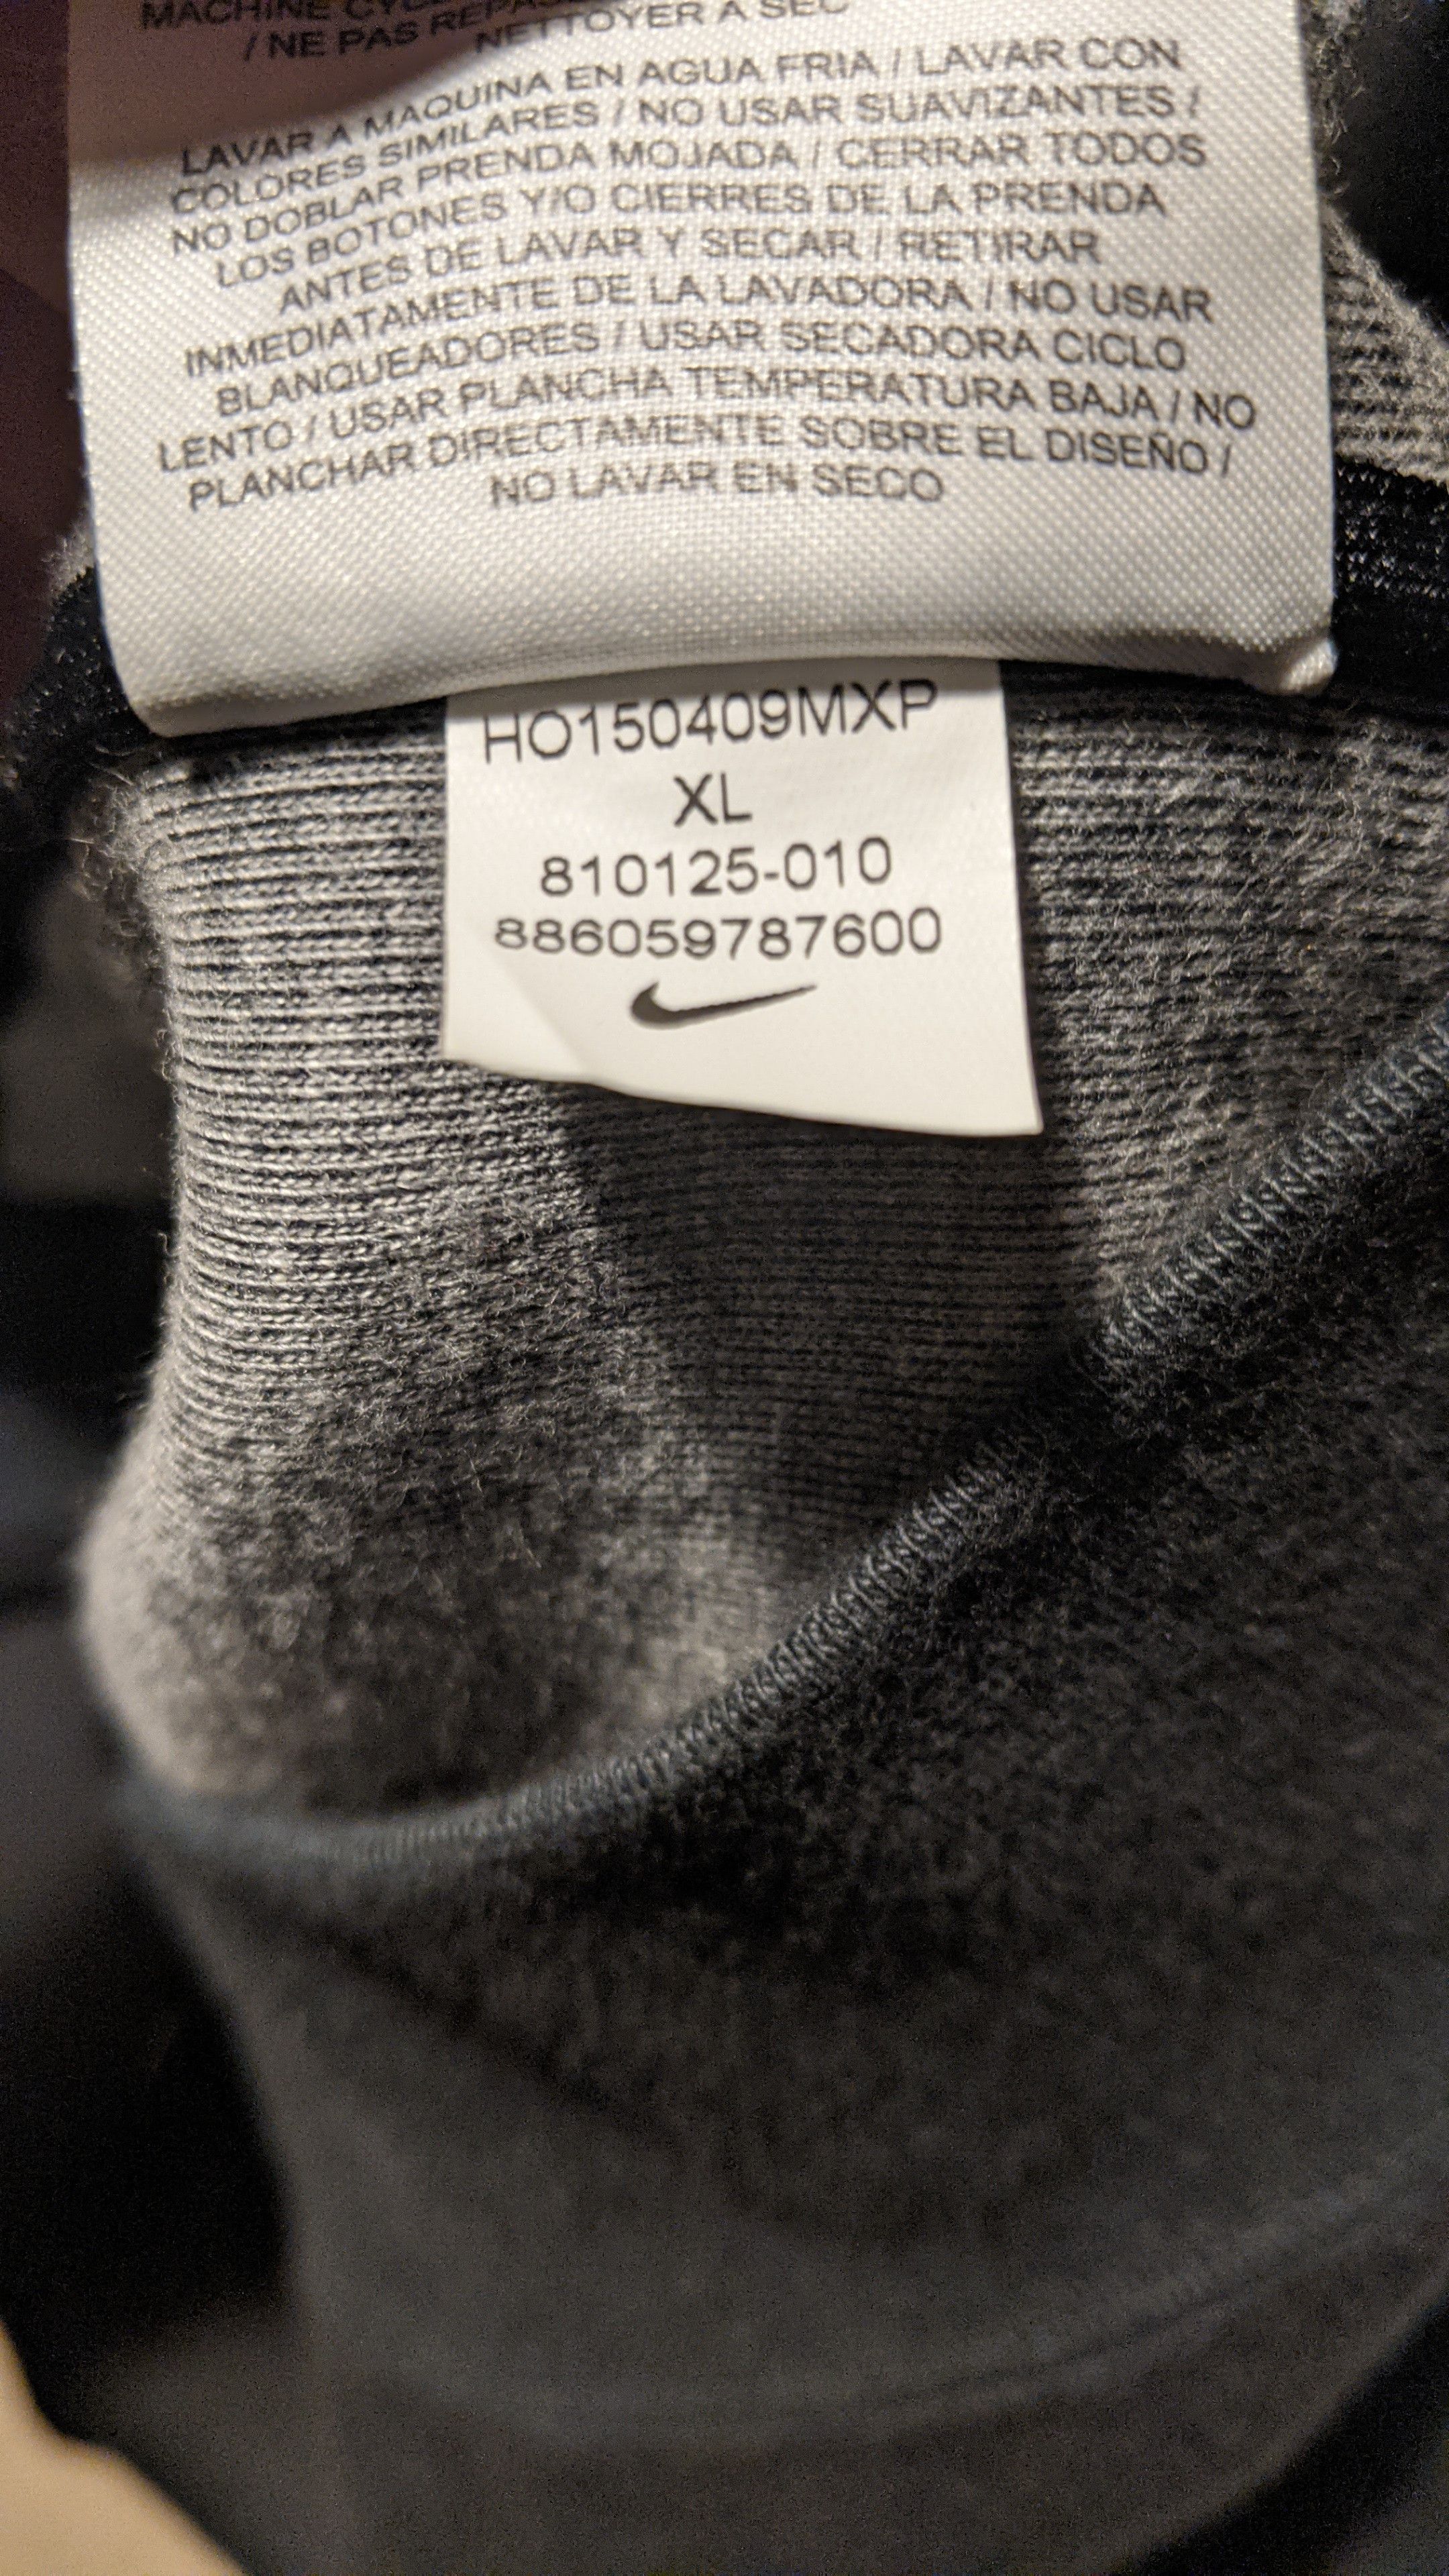 MACHINE CYCLE
/ NE PAS REPASSER
NETTOYER A SEC
LAVAR A MAQUINA EN AGUA FRIA / LAVAR CON
COLORES SIMILARES / NO USAR SUAVIZANTES /
NO DOBLAR PRENDA MOJADA / CERRAR TODOS
LOS BOTONES Y/O CIERRES DE LA PRENDA
ANTES DE LAVAR Y SECAR / RETIRAR
INMEDIATAMENTE DE LA LAVADORA / NO USAR
BLANQUEADORES / USAR SECADORA CICLO
LENTO / USAR PLANCHA TEMPERATURA BAJA / NO
PLANCHAR DIRECTAMENTE SOBRE EL DISEÑO /
NO LAVAR EN SECO
HO150409MXP
XL
810125-010
886059787600